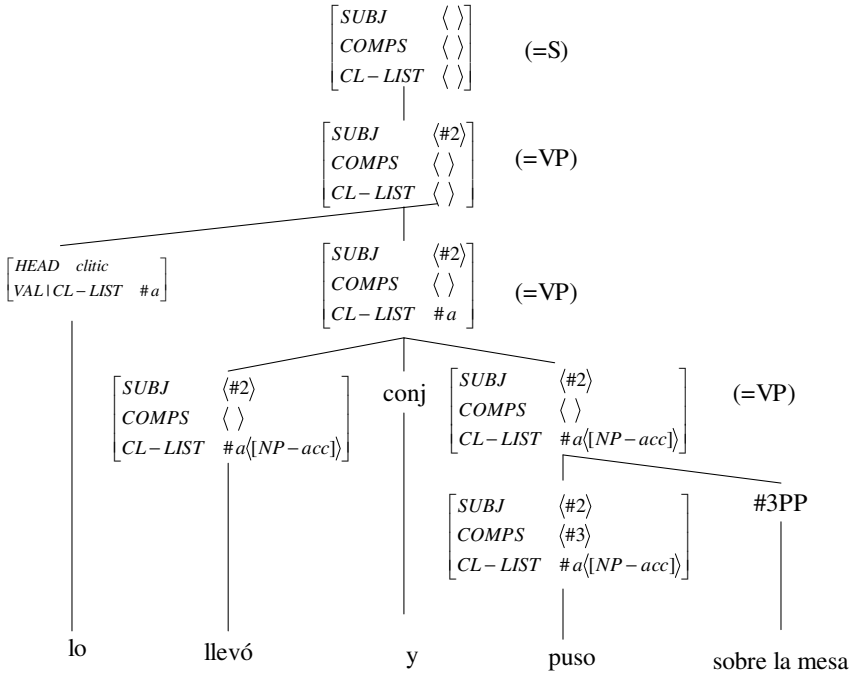 SUBJ ⟨ ⟩
COMPS ⟨ ⟩ (=S)
CL – LIST ⟨ ⟩
SUBJ ⟨#2⟩
COMPS ⟨ ⟩ (=VP)
CL – LIST ⟨ ⟩
HEAD clitic
VAL | CL – LIST # a
SUBJ ⟨#2⟩
COMPS ⟨ ⟩ (=VP)
CL – LIST # a
SUBJ ⟨#2⟩
COMPS ⟨ ⟩
CL – LIST # a⟨[NP – acc]⟩
conj
SUBJ ⟨#2⟩
COMPS ⟨ ⟩
CL – LIST # a⟨[NP – acc]⟩
(=VP)
SUBJ ⟨#2⟩
COMPS ⟨#3⟩
CL – LIST # a⟨[NP – acc]⟩
#3PP
lo llevó y puso sobre la mesa